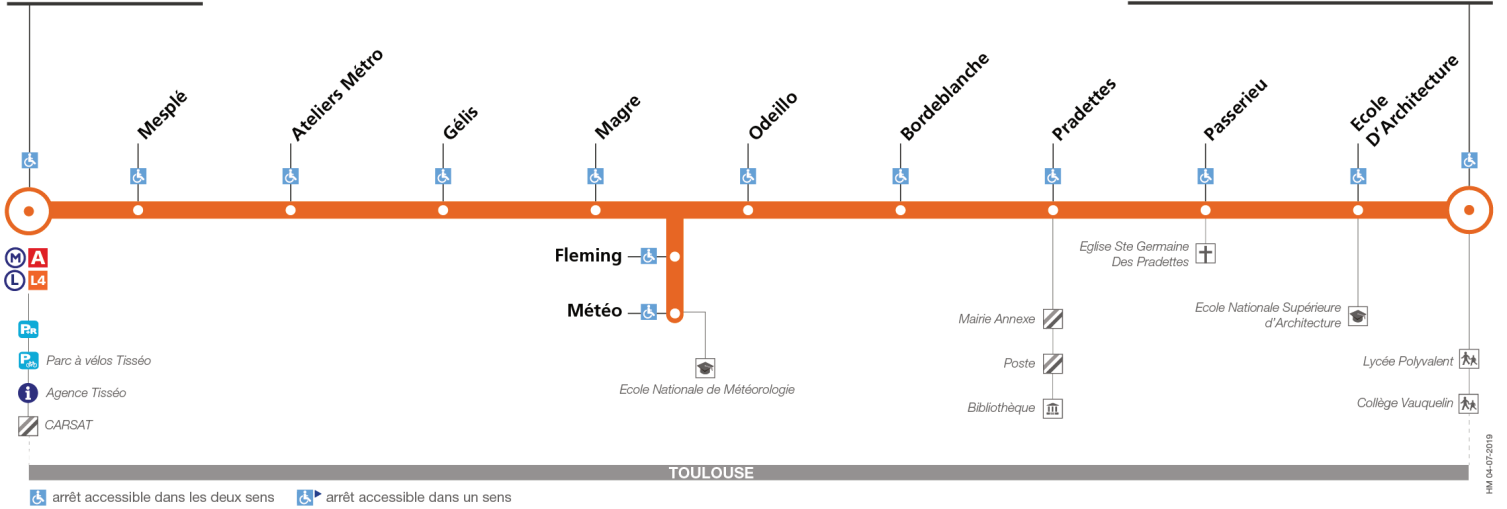 Mesplé
Ateliers Métro
Gélis
Magre
Odeillo
Bordeblanche
Pradettes
Passerieu
Ecole
D'Architecture
M A
L L4
P+R
P
Parc à vélos Tisséo
i Agence Tisséo
CARSAT
Fleming
Météo
Ecole Nationale de Météorologie
Mairie Annexe
Poste
Bibliothèque
Eglise Ste Germaine
Des Pradettes
Ecole Nationale Supérieure
d'Architecture
Lycée Polyvalent
Collège Vauquelin
TOULOUSE
arrêt accessible dans les deux sens
arrêt accessible dans un sens
HM 04-07-2019